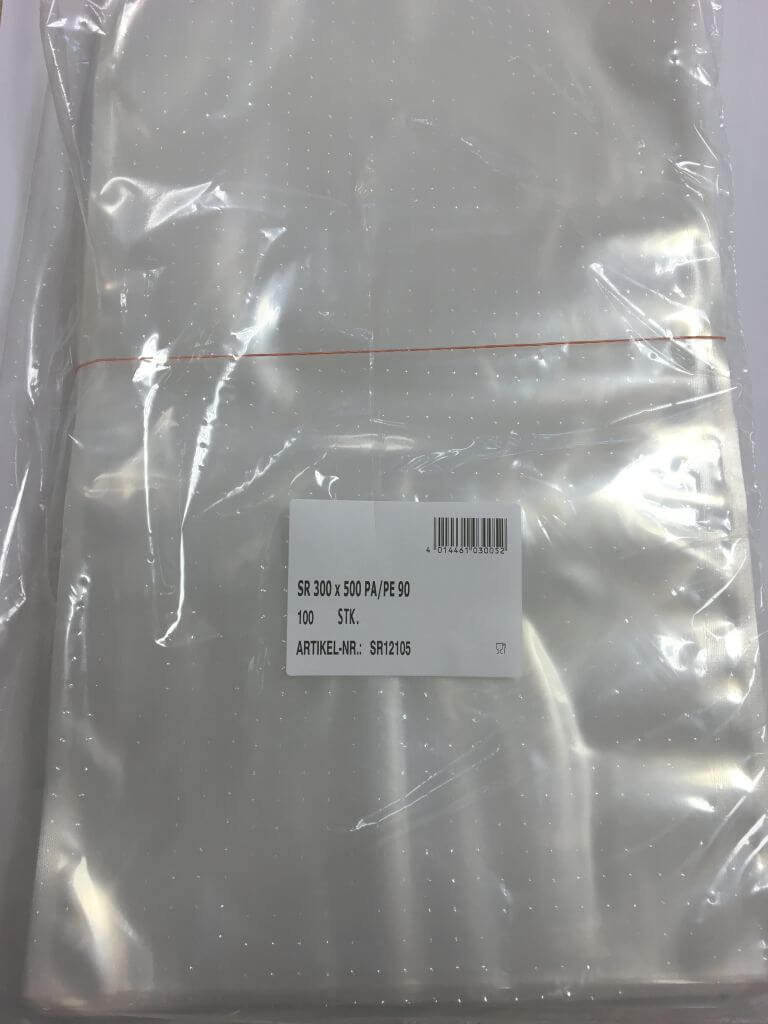 4 014461 030052
SR 300 x 500 PA/PE 90
100 STK.
ARTIKEL-NR.: SR12105